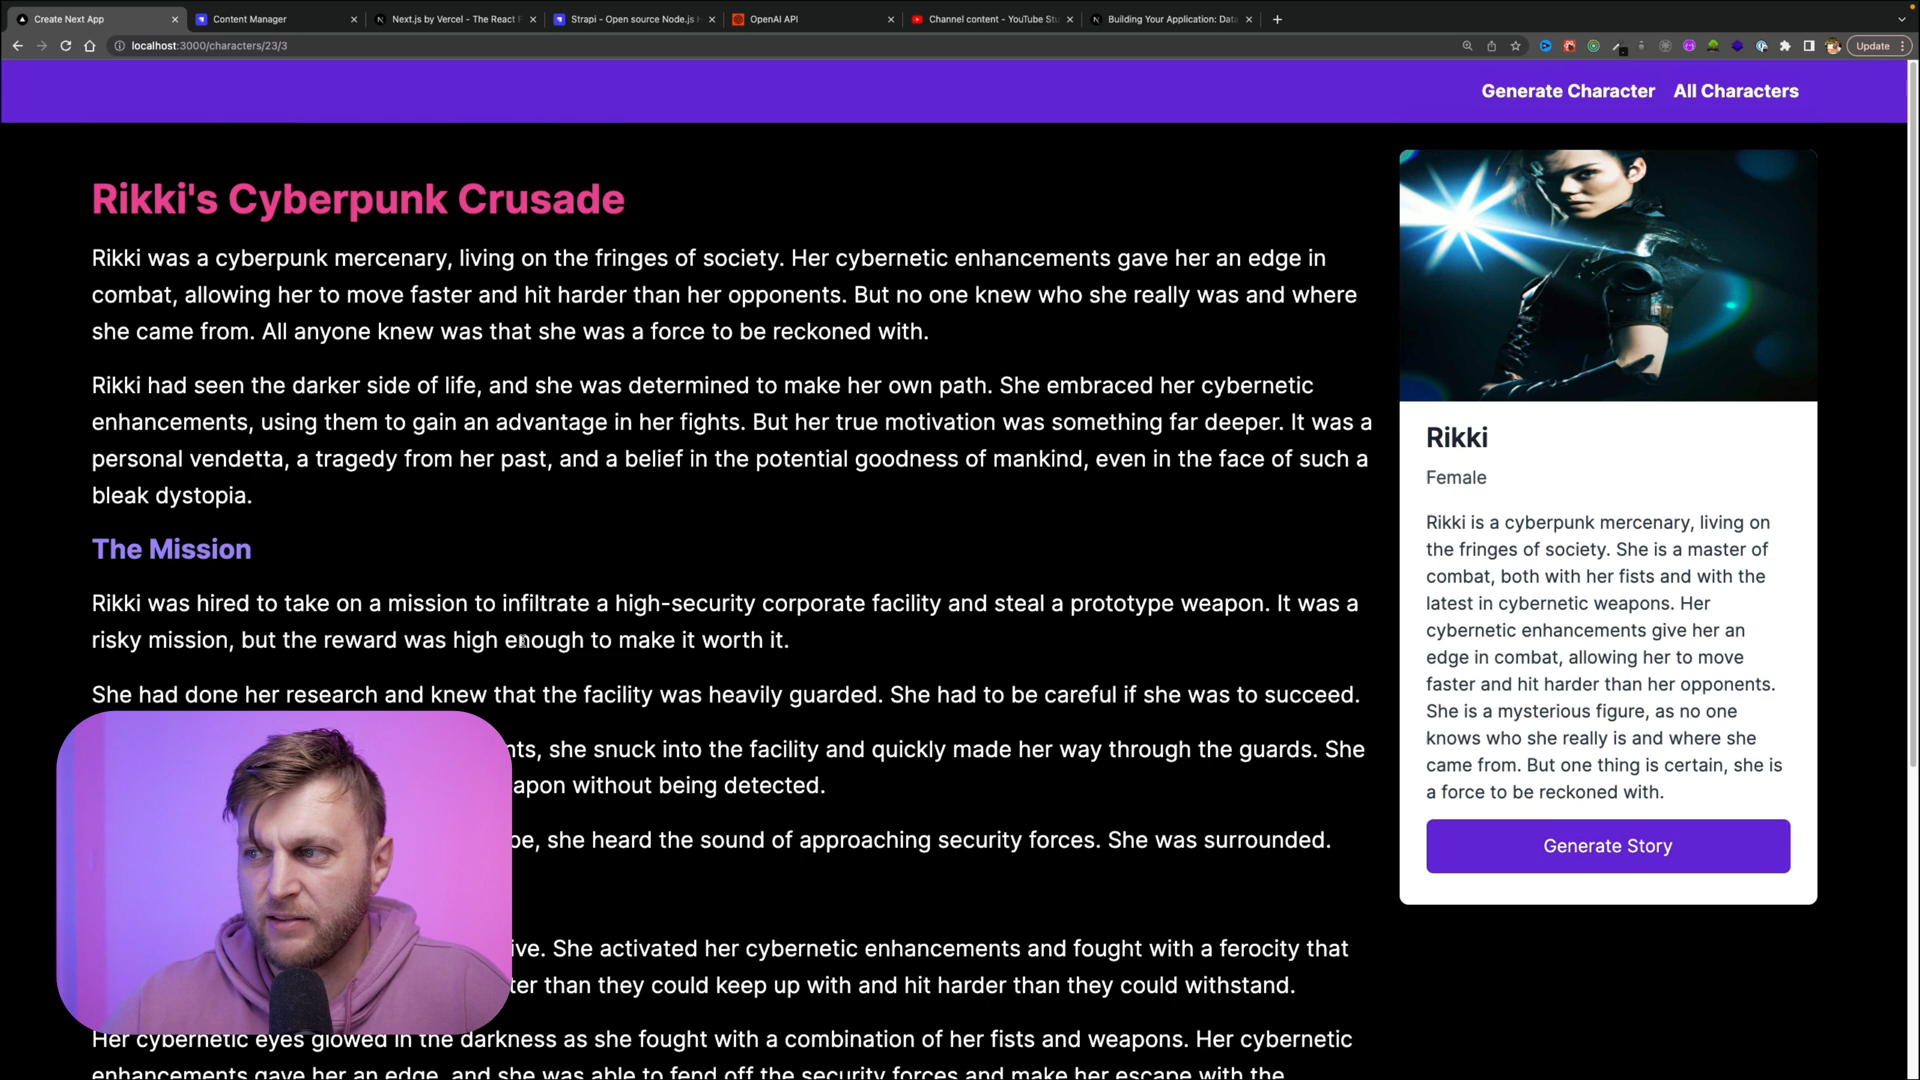 Create Next App
Content Manager
Next.js by Vercel - The React F
Strapi - Open source Node.js H
OpenAI API
Channel content - YouTube Stu
Building Your Application: Data
localhost:3000/characters/23/3
Update
Generate Character
All Characters
Rikki's Cyberpunk Crusade
Rikki was a cyberpunk mercenary, living on the fringes of society. Her cybernetic enhancements gave her an edge in
combat, allowing her to move faster and hit harder than her opponents. But no one knew who she really was and where
she came from. All anyone knew was that she was a force to be reckoned with.
Rikki had seen the darker side of life, and she was determined to make her own path. She embraced her cybernetic
enhancements, using them to gain an advantage in her fights. But her true motivation was something far deeper. It was a
personal vendetta, a tragedy from her past, and a belief in the potential goodness of mankind, even in the face of such a
bleak dystopia.
The Mission
Rikki was hired to take on a mission to infiltrate a high-security corporate facility and steal a prototype weapon. It was a
risky mission, but the reward was high enough to make it worth it.
She had done her research and knew that the facility was heavily guarded. She had to be careful if she was to succeed.
nts, she snuck into the facility and quickly made her way through the guards. She
apon without being detected.
pe, she heard the sound of approaching security forces. She was surrounded.
ive. She activated her cybernetic enhancements and fought with a ferocity that
ter than they could keep up with and hit harder than they could withstand.
Her cybernetic eyes glowed in the darkness as she fought with a combination of her fists and weapons. Her cybernetic
enhancements gave her an edge, and she was able to fend off the security forces and make her escape with the
Rikki
Female
Rikki is a cyberpunk mercenary, living on
the fringes of society. She is a master of
combat, both with her fists and with the
latest in cybernetic weapons. Her
cybernetic enhancements give her an
edge in combat, allowing her to move
faster and hit harder than her opponents.
She is a mysterious figure, as no one
knows who she really is and where she
came from. But one thing is certain, she is
a force to be reckoned with.
Generate Story